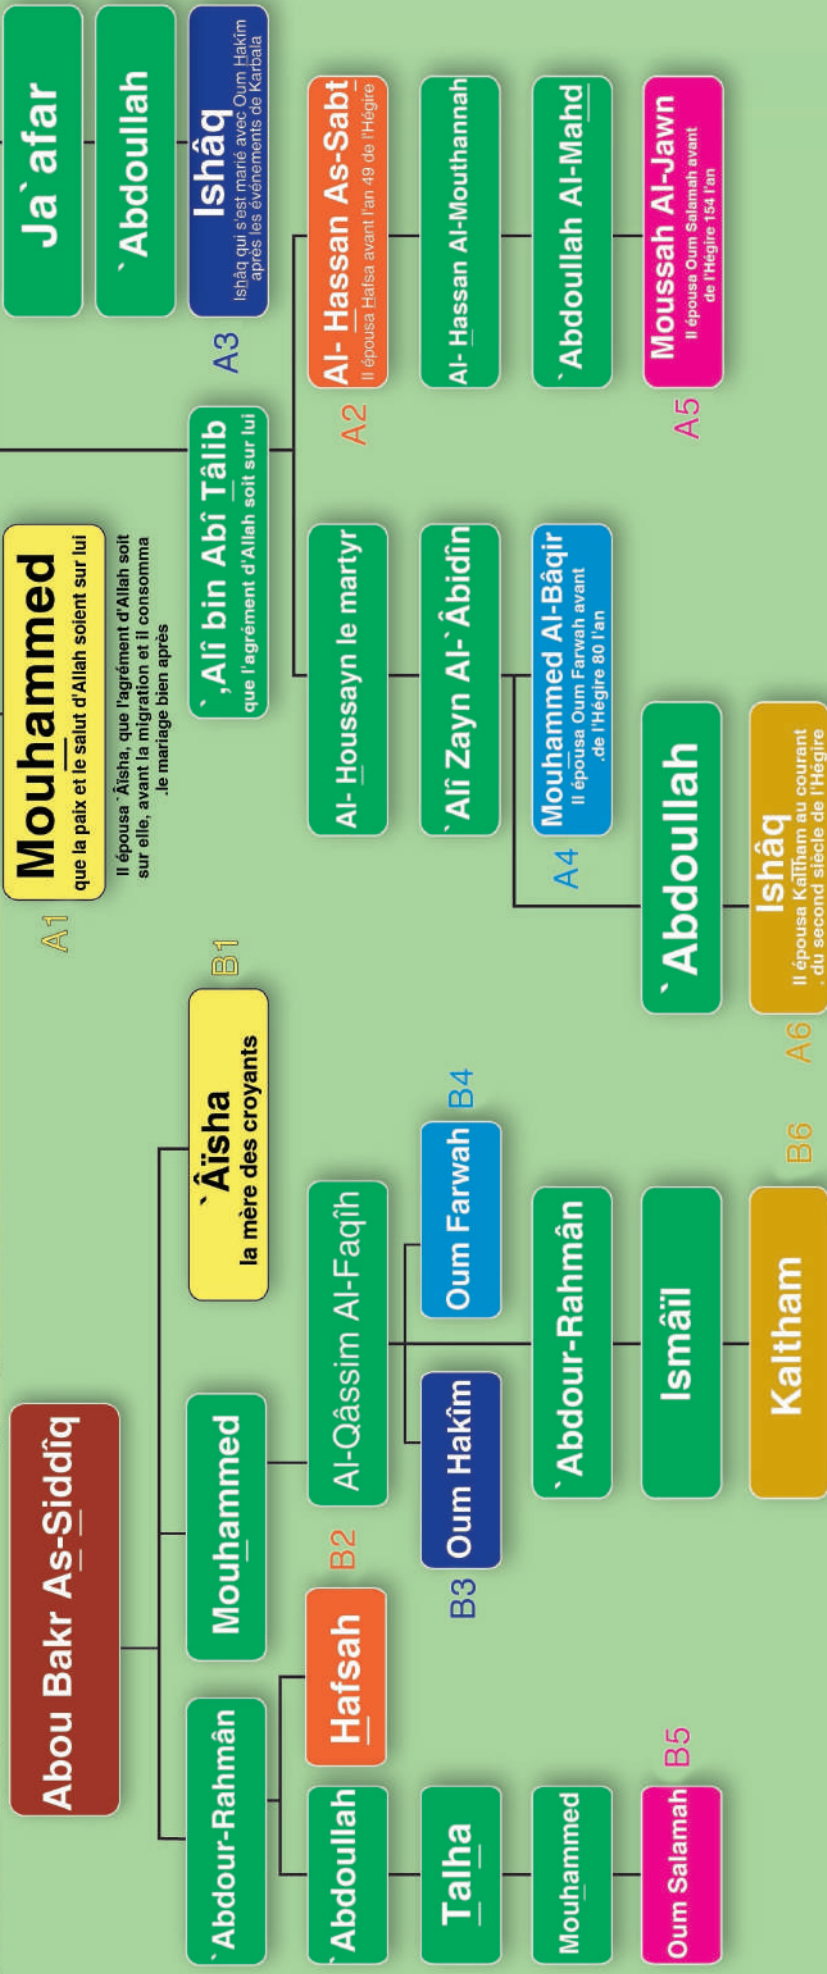 Abou Bakr As-Siddîq
`Abdour-Rahmân
Mouhammed
`Âïsha
la mère des croyants
B1
`Abdoullah
Hafsah
B2
Al-Qâssim Al-Faqîh
Talha
B3
Oum Hakîm
Oum Farwah
B4
Mouhammed
`Abdour-Rahmân
Oum Salamah
B5
Ismâïl
Kaltham
B6
A1
Mouhammed
que la paix et le salut d'Allah soient sur lui
Il épousa `Âïsha, que l'agrément d'Allah soit
sur elle, avant la migration et il consomma
.le mariage bien après
Ja`afar
`Abdoullah
A3
Ishâq
Ishâq qui s'est marié avec Oum Hakîm
après les événements de Karbala
`,Alî bin Abî Tâlib
que l'agrément d'Allah soit sur lui
Al- Houssayn le martyr
A2
Al- Hassan As-Sabt
Il épousa Hafsa avant l'an 49 de l'Hégire
`Alî Zayn Al-`Âbidîn
Al- Hassan Al-Mouthannah
A4
Mouhammed Al-Bâqir
Il épousa Oum Farwah avant
.de l'Hégire 80 l'an
`Abdoullah Al-Mahd
`Abdoullah
A5
Moussah Al-Jawn
Il épousa Oum Salamah avant
de l'Hégire 154 l'an
A6
Ishâq
Il épousa Kaltham au courant
. du second siècle de l'Hégire